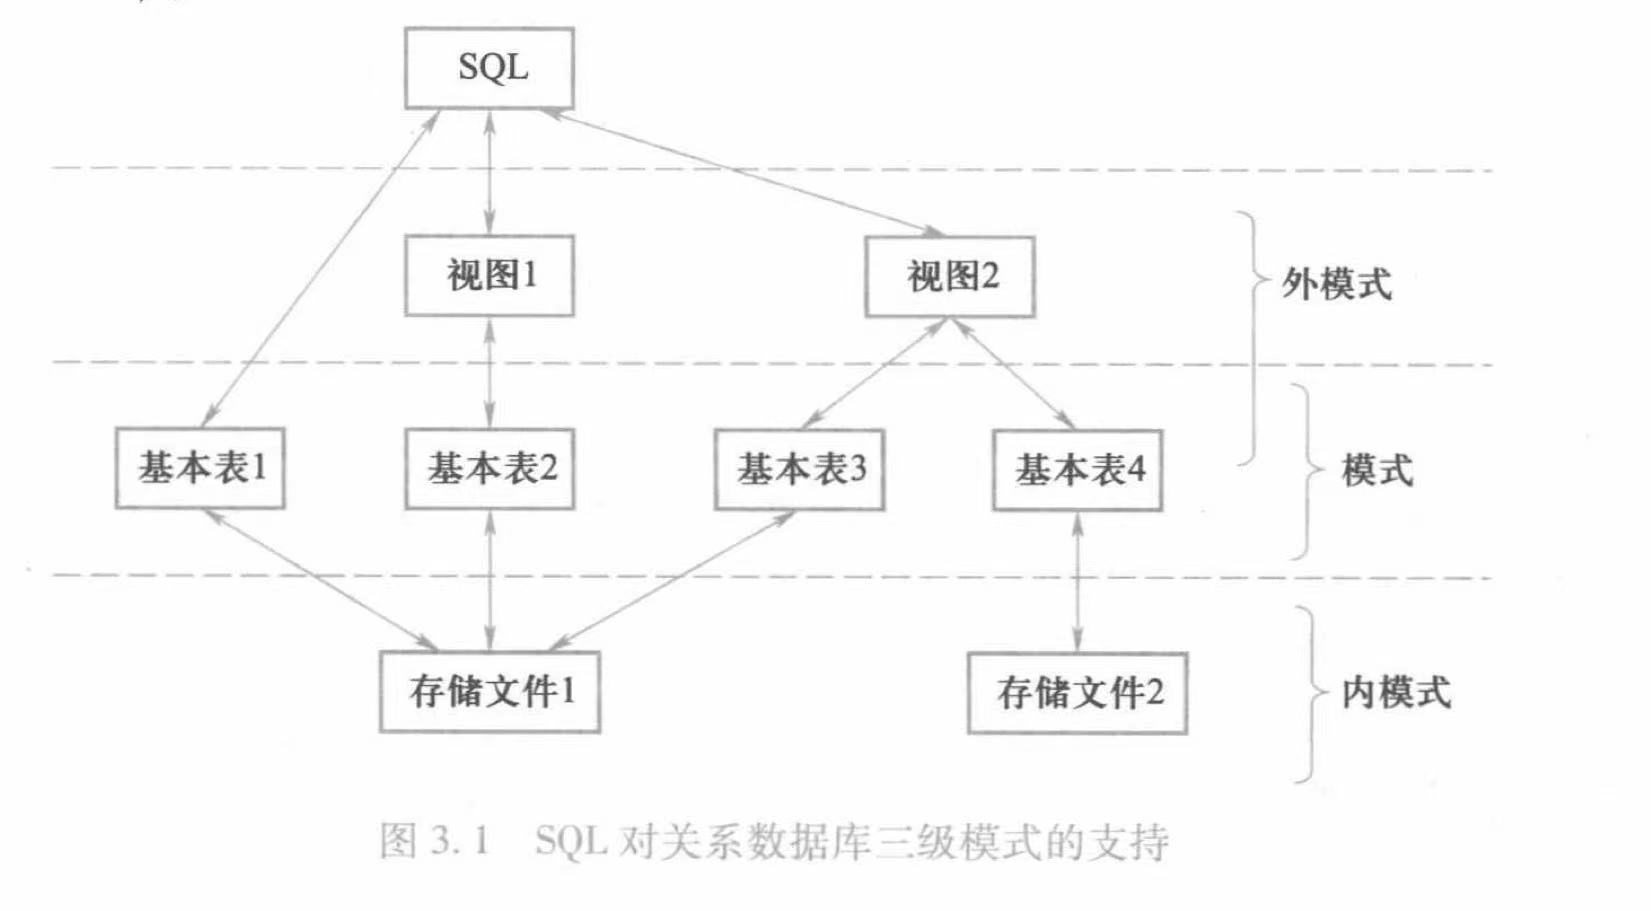 SQL
视图1
视图2
外模式
基本表1
基本表2
基本表3
基本表4
模式
存储文件1
存储文件2
内模式
图 3.1 SQL 对关系数据库三级模式的支持